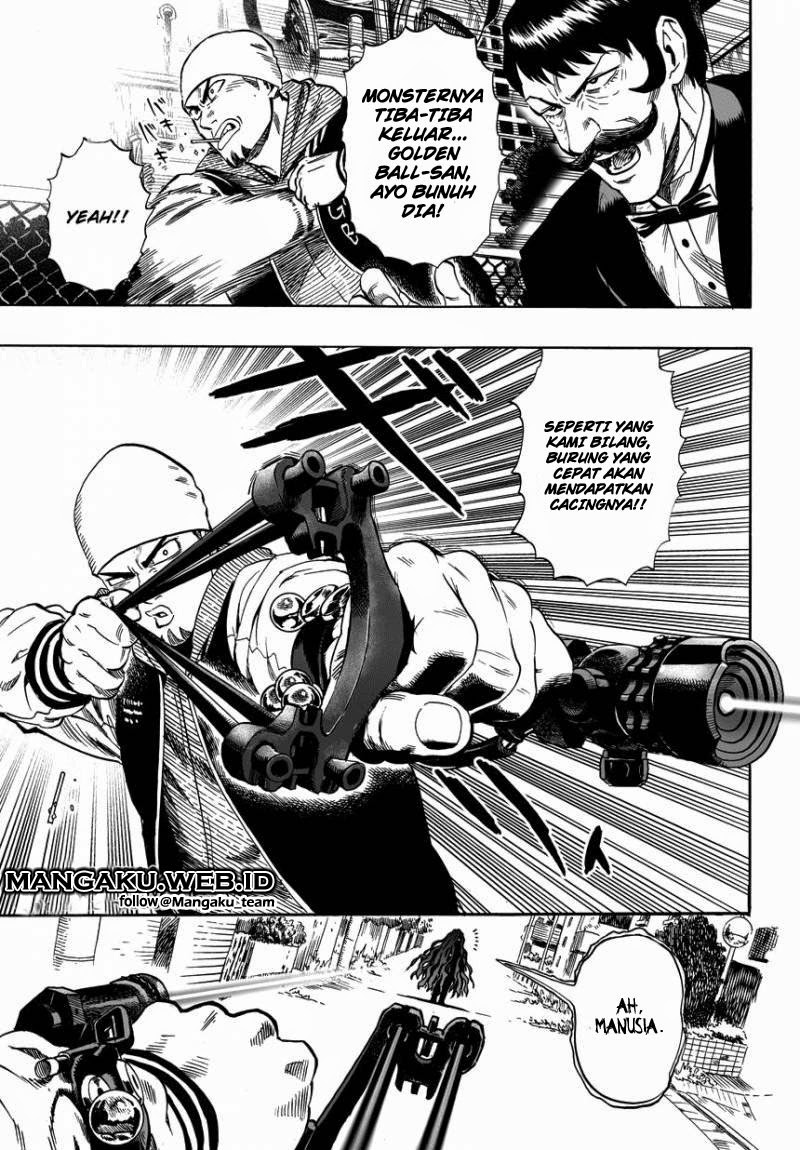 MONSTERNYA
TIBA-TIBA
KELUAR...
GOLDEN
BALL-SAN,
AYO BUNUH
DIA!
YEAH!!
G
B
SEPERTI YANG
KAMI BILANG,
BURUNG YANG
CEPAT AKAN
MENDAPATKAN
CACINGNYA!!
MANGAKU.WEB.ID
follow@Mangaku_team
AH,
MANUSIA.